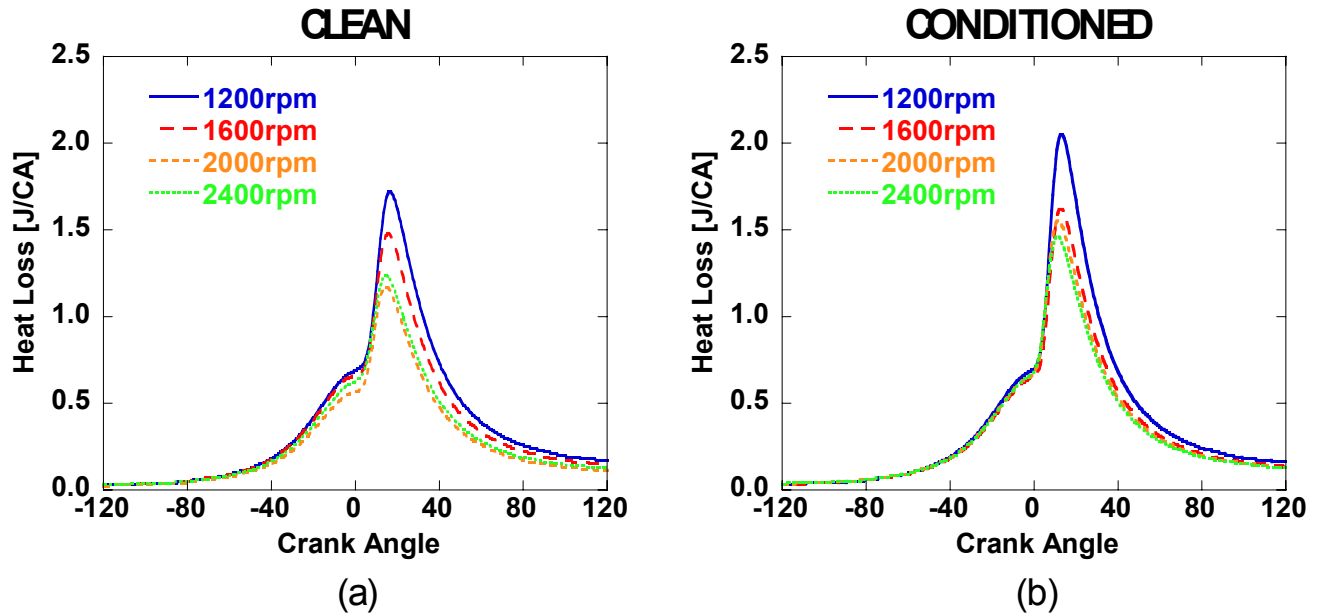 CLEAN
2.5
2.0
1.5
1.0
0.5
0.0
Heat Loss [J/CA]
1200rpm
1600rpm
2000rpm
2400rpm
-120 -80 -40 0 40 80 120
Crank Angle
(a)
CONDITIONED
2.5
2.0
1.5
1.0
0.5
0.0
Heat Loss [J/CA]
1200rpm
1600rpm
2000rpm
2400rpm
-120 -80 -40 0 40 80 120
Crank Angle
(b)